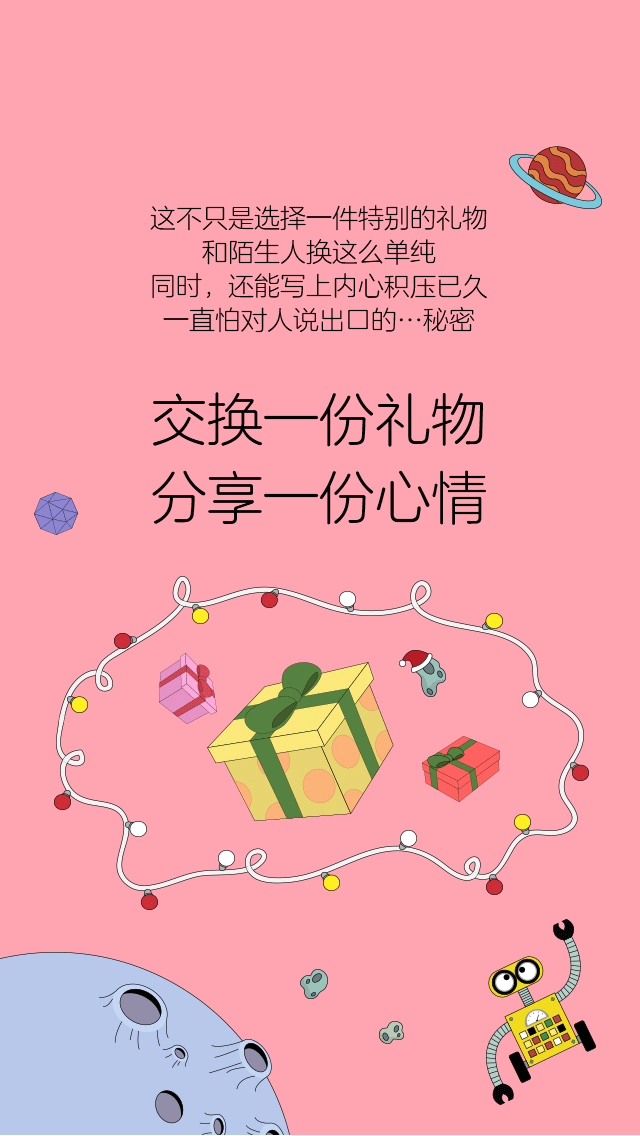 这不只是选择一件特别的礼物
和陌生人换这么单纯
同时，还能写上内心积压已久
一直怕对人说出口的…秘密
交换一份礼物
分享一份心情